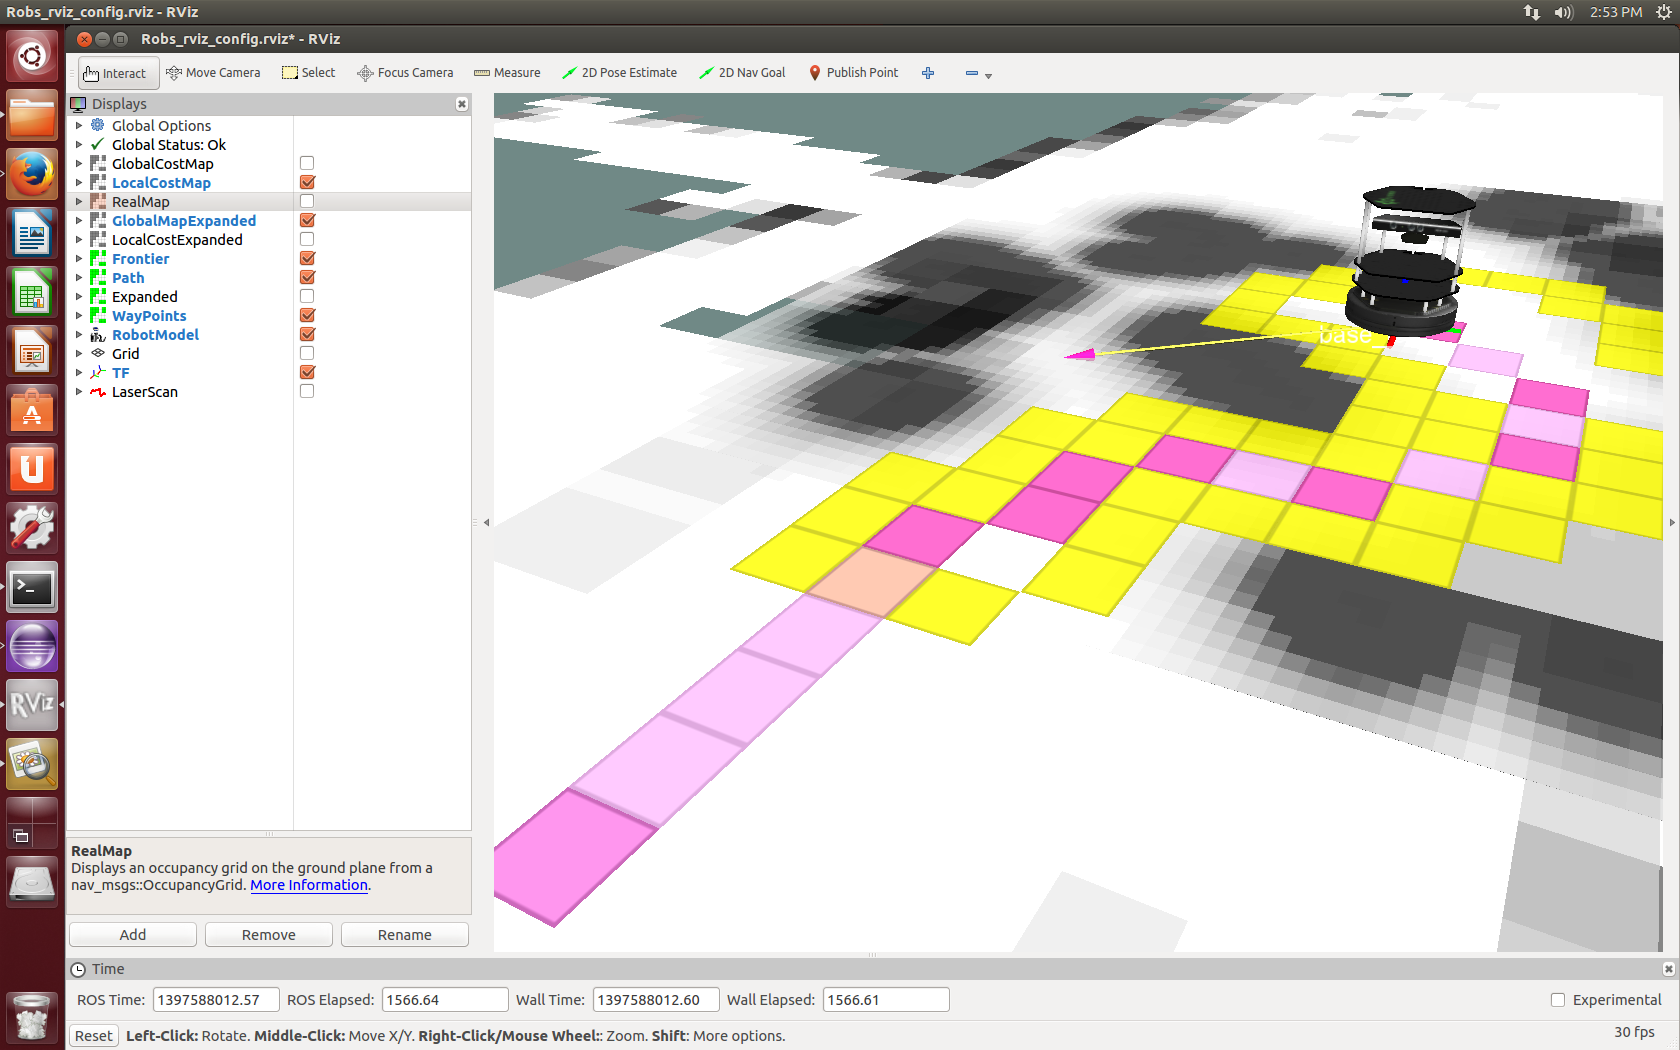 Robs_rviz_config.rviz - RViz
2:53 PM
Robs_rviz_config.rviz* - RViz
Interact Move Camera Select Focus Camera Measure 2D Pose Estimate 2D Nav Goal Publish Point
Displays
Global Options
Global Status: Ok
GlobalCostMap
LocalCostMap
RealMap
GlobalMapExpanded
LocalCostExpanded
Frontier
Path
Expanded
WayPoints
RobotModel
Grid
TF
LaserScan
base_
RViz
RealMap
Displays an occupancy grid on the ground plane from a
nav_msgs::OccupancyGrid. More Information.
Add Remove Rename
Time
ROS Time: 1397588012.57 ROS Elapsed: 1566.64 Wall Time: 1397588012.60 Wall Elapsed: 1566.61 Experimental
Reset Left-Click: Rotate. Middle-Click: Move X/Y. Right-Click/Mouse Wheel:: Zoom. Shift: More options. 30 fps